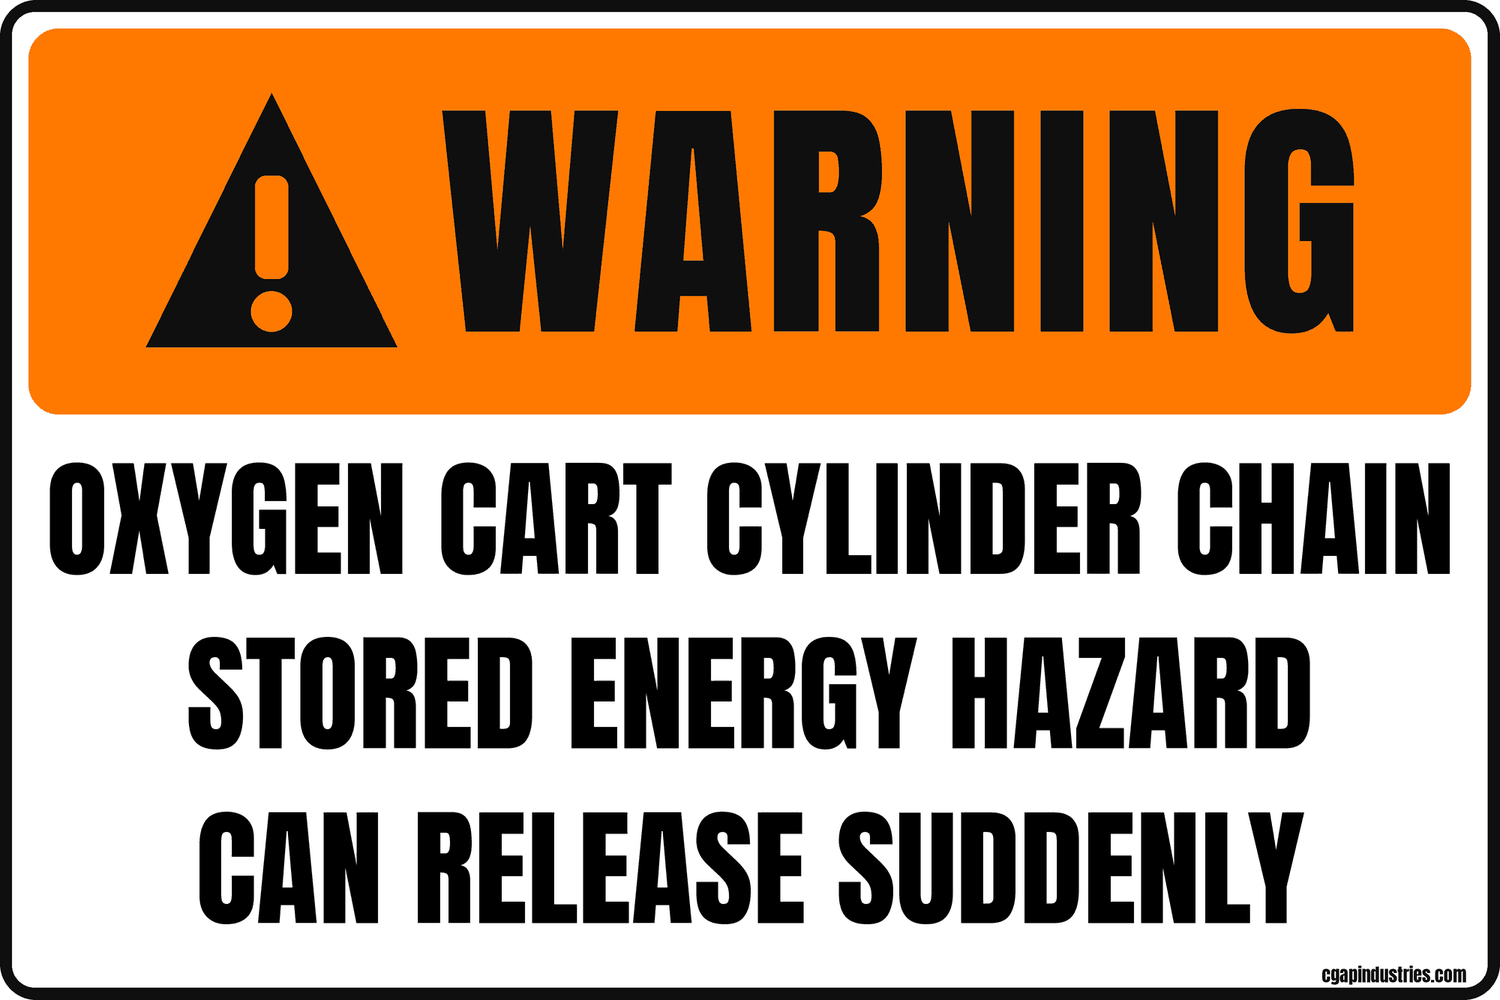 WARNING
OXYGEN CART CYLINDER CHAIN
STORED ENERGY HAZARD
CAN RELEASE SUDDENLY
cgapindustries.com